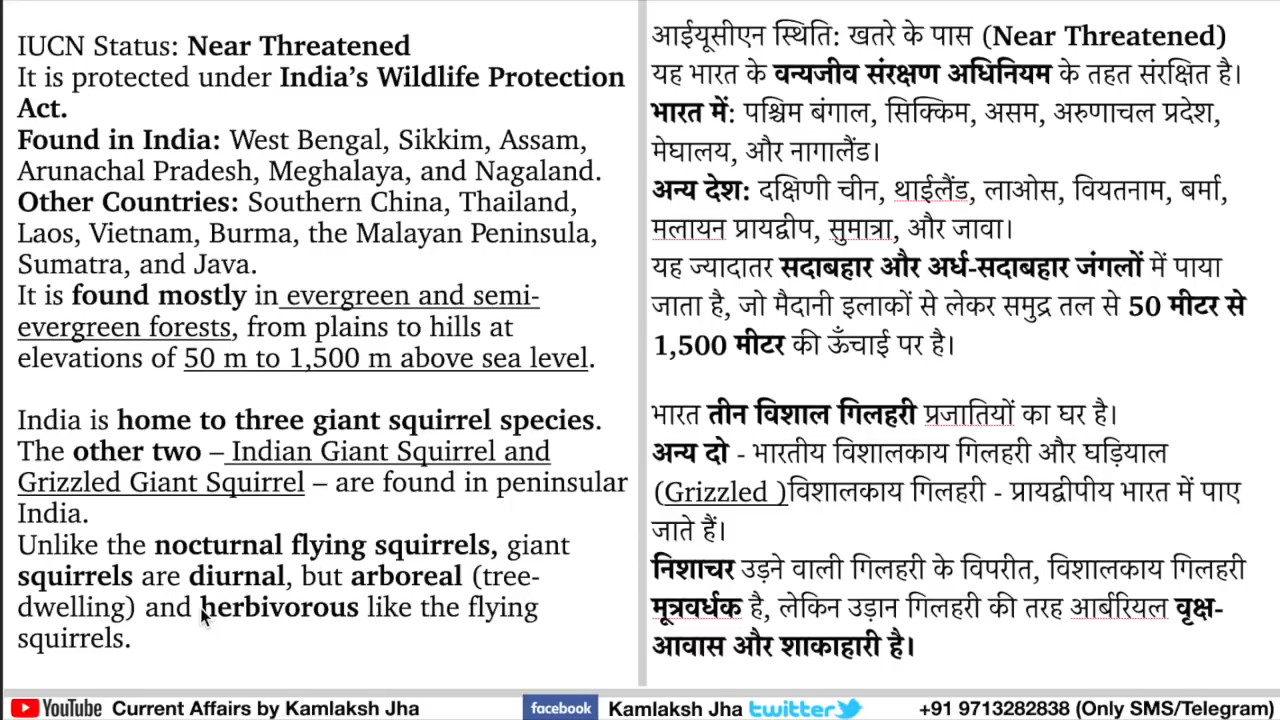 IUCN Status: Near Threatened
It is protected under India’s Wildlife Protection
Act.
Found in India: West Bengal, Sikkim, Assam,
Arunachal Pradesh, Meghalaya, and Nagaland.
Other Countries: Southern China, Thailand,
Laos, Vietnam, Burma, the Malayan Peninsula,
Sumatra, and Java.
It is found mostly in evergreen and semi-
evergreen forests, from plains to hills at
elevations of 50 m to 1,500 m above sea level.
India is home to three giant squirrel species.
The other two – Indian Giant Squirrel and
Grizzled Giant Squirrel – are found in peninsular
India.
Unlike the nocturnal flying squirrels, giant
squirrels are diurnal, but arboreal (tree-
dwelling) and herbivorous like the flying
squirrels.
आईयूसीएन स्थिति: खतरे के पास (Near Threatened)
यह भारत के वन्यजीव संरक्षण अधिनियम के तहत संरक्षित है।
भारत में: पश्चिम बंगाल, सिक्किम, असम, अरुणाचल प्रदेश,
मेघालय, और नागालैंड।
अन्य देश: दक्षिणी चीन, थाईलैंड, लाओस, वियतनाम, बर्मा,
मलायन प्रायद्वीप, सुमात्रा, और जावा।
यह ज्यादातर सदाबहार और अर्ध-सदाबहार जंगलों में पाया
जाता है, जो मैदानी इलाकों से लेकर समुद्र तल से 50 मीटर से
1,500 मीटर की ऊँचाई पर है।
भारत तीन विशाल गिलहरी प्रजातियों का घर है।
अन्य दो - भारतीय विशालकाय गिलहरी और घड़ियाल
(Grizzled )विशालकाय गिलहरी - प्रायद्वीपीय भारत में पाए
जाते हैं।
निशाचर उड़ने वाली गिलहरी के विपरीत, विशालकाय गिलहरी
मूत्रवर्धक है, लेकिन उड़ान गिलहरी की तरह आर्बरियल वृक्ष-
आवास और शाकाहारी है।
YouTube Current Affairs by Kamlaksh Jha facebook Kamlaksh Jha twitter +91 9713282838 (Only SMS/Telegram)